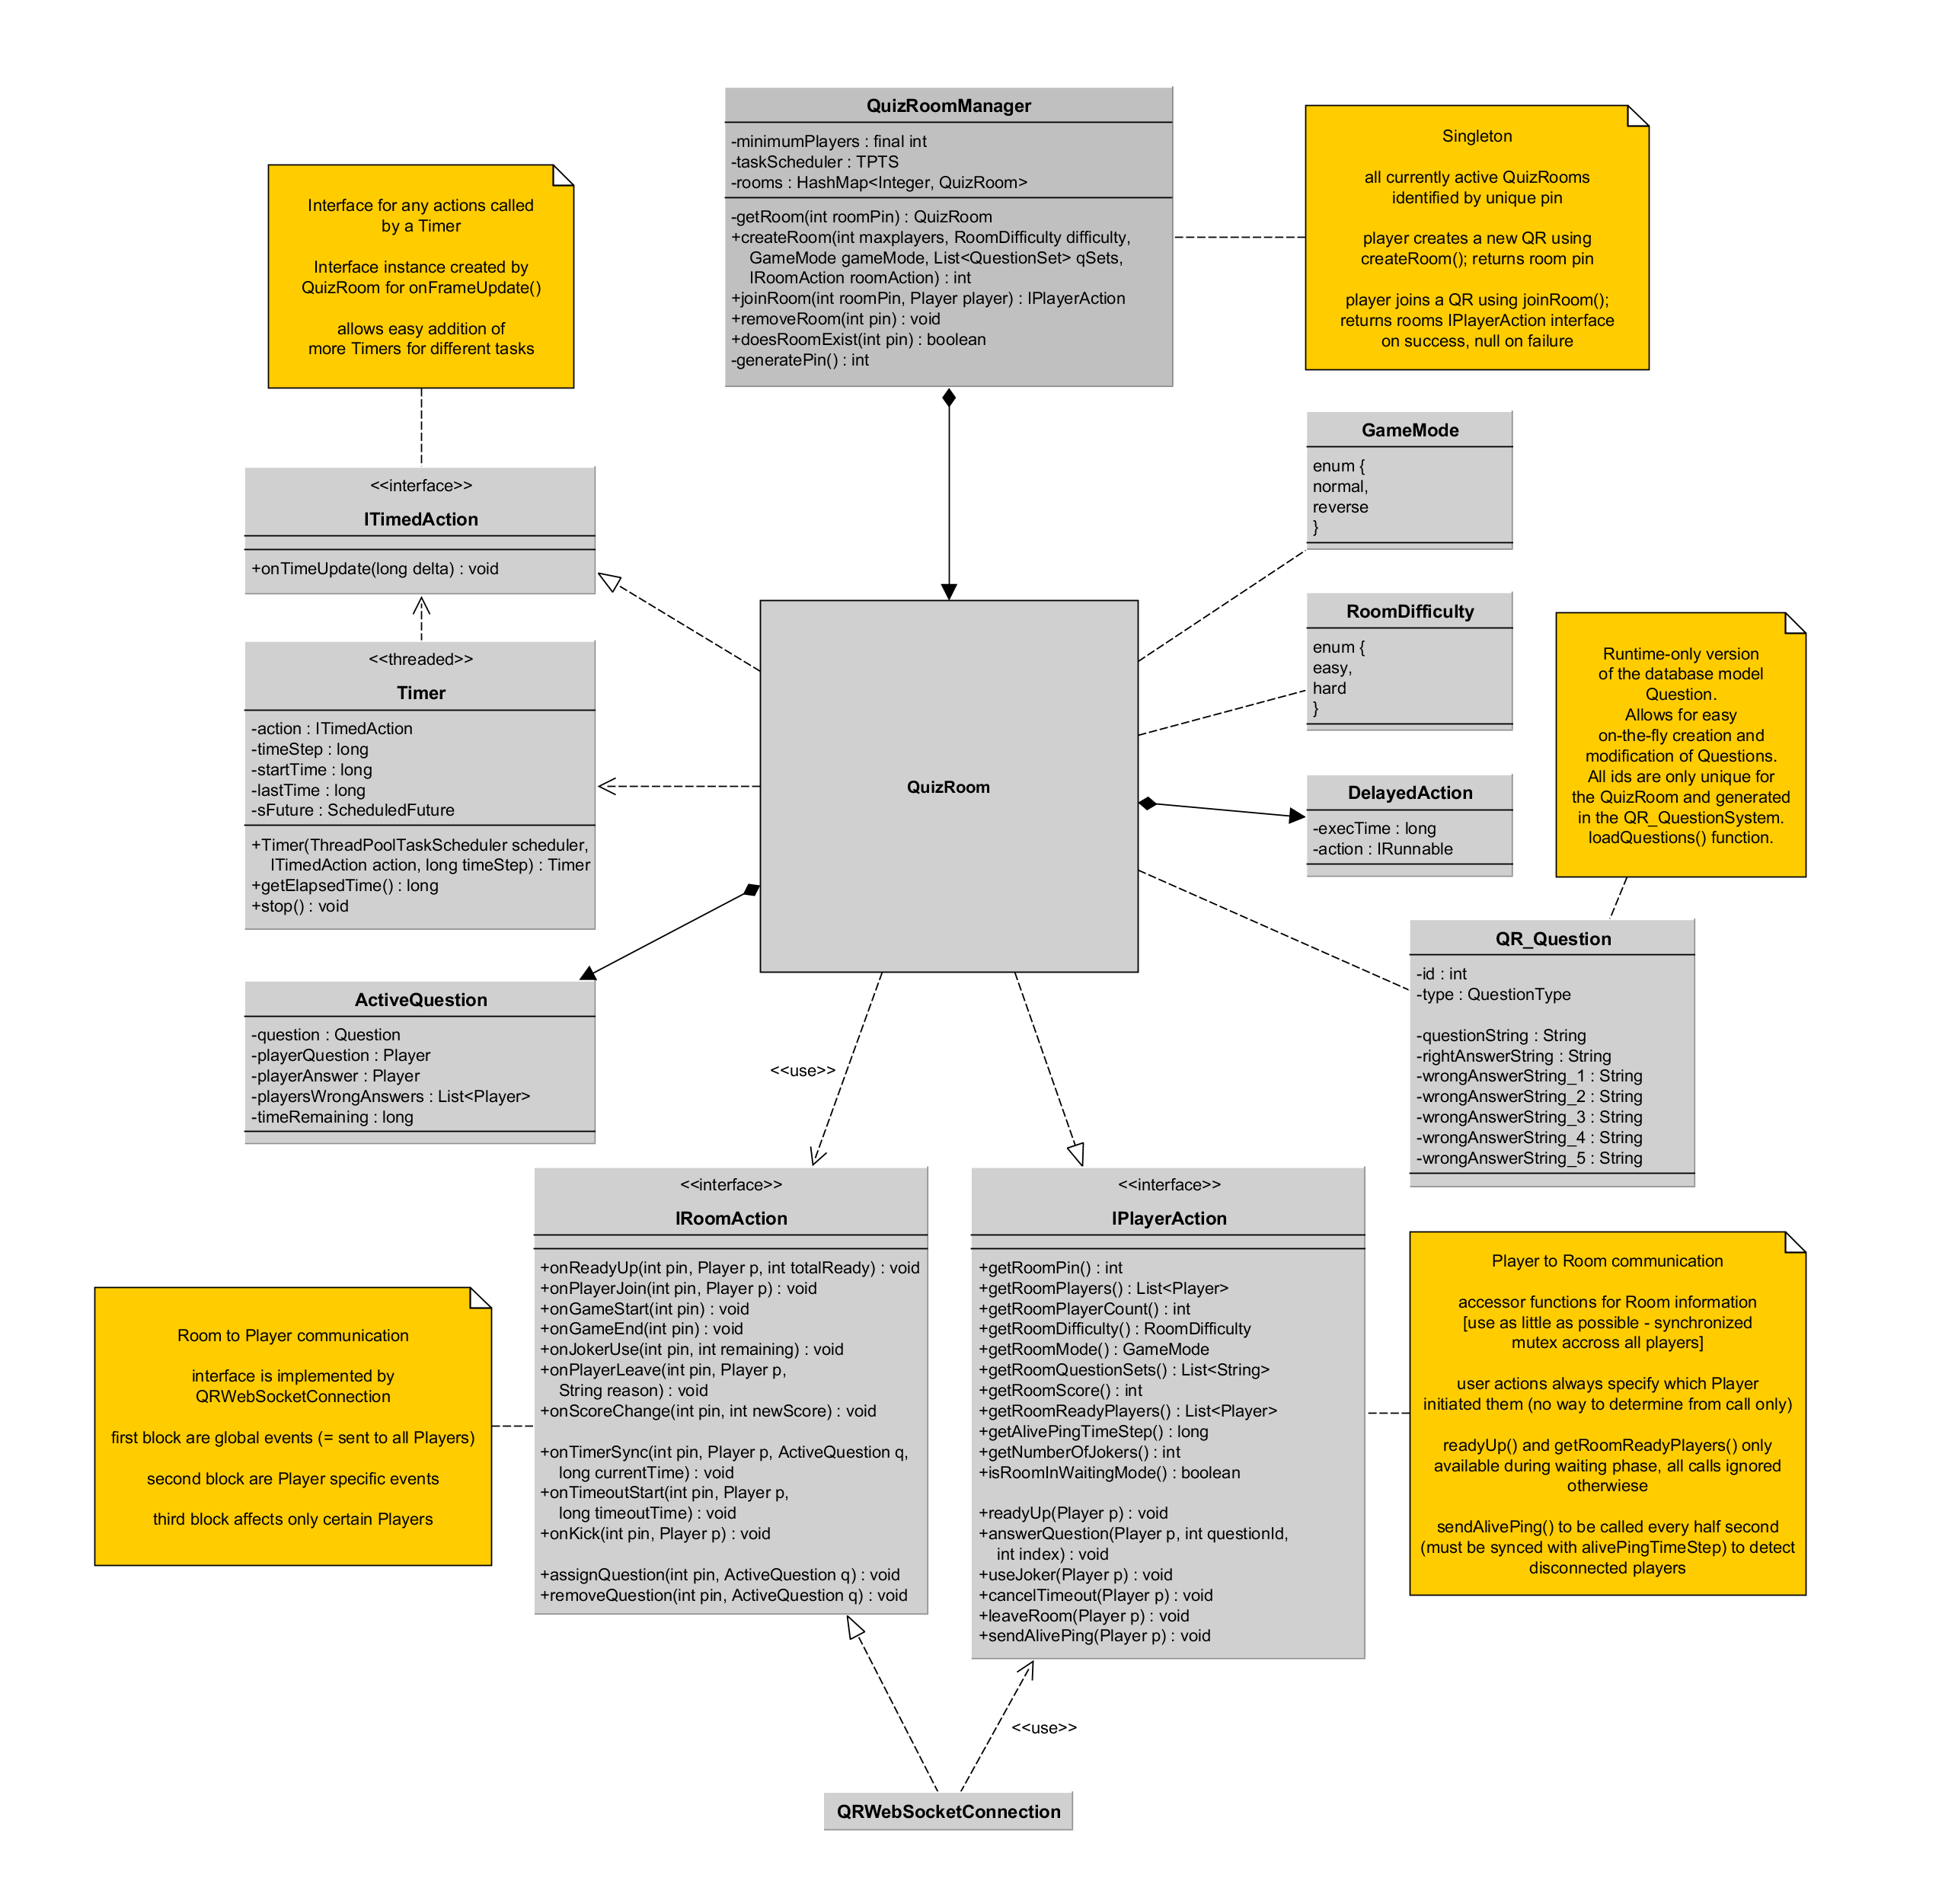 QuizRoomManager
-minimumPlayers : final int
-taskScheduler : TPTS
-rooms : HashMap<Integer, QuizRoom>
-getRoom(int roomPin) : QuizRoom
+createRoom(int maxplayers, RoomDifficulty difficulty,
GameMode gameMode, List<QuestionSet> qSets,
IRoomAction roomAction) : int
+joinRoom(int roomPin, Player player) : IPlayerAction
+removeRoom(int pin) : void
+doesRoomExist(int pin) : boolean
-generatePin() : int
Singleton
all currently active QuizRooms
identified by unique pin
player creates a new QR using
createRoom(); returns room pin
player joins a QR using joinRoom();
returns rooms IPlayerAction interface
on success, null on failure
Interface for any actions called
by a Timer
Interface instance created by
QuizRoom for onFrameUpdate()
allows easy addition of
more Timers for different tasks
<<interface>>
ITimedAction
+onTimeUpdate(long delta) : void
GameMode
enum {
normal,
reverse
}
RoomDifficulty
enum {
easy,
hard
}
<<threaded>>
Timer
-action : ITimedAction
-timeStep : long
-startTime : long
-lastTime : long
-sFuture : ScheduledFuture
+Timer(ThreadPoolTaskScheduler scheduler,
ITimedAction action, long timeStep) : Timer
+getElapsedTime() : long
+stop() : void
QuizRoom
DelayedAction
-execTime : long
-action : IRunnable
Runtime-only version
of the database model
Question.
Allows for easy
on-the-fly creation and
modification of Questions.
All ids are only unique for
the QuizRoom and generated
in the QR_QuestionSystem.
loadQuestions() function.
QR_Question
-id : int
-type : QuestionType
-questionString : String
-rightAnswerString : String
-wrongAnswerString_1 : String
-wrongAnswerString_2 : String
-wrongAnswerString_3 : String
-wrongAnswerString_4 : String
-wrongAnswerString_5 : String
ActiveQuestion
-question : Question
-playerQuestion : Player
-playerAnswer : Player
-playersWrongAnswers : List<Player>
-timeRemaining : long
<<use>>
<<interface>>
IRoomAction
+onReadyUp(int pin, Player p, int totalReady) : void
+onPlayerJoin(int pin, Player p) : void
+onGameStart(int pin) : void
+onGameEnd(int pin) : void
+onJokerUse(int pin, int remaining) : void
+onPlayerLeave(int pin, Player p,
String reason) : void
+onScoreChange(int pin, int newScore) : void
+onTimerSync(int pin, Player p, ActiveQuestion q,
long currentTime) : void
+onTimeoutStart(int pin, Player p,
long timeoutTime) : void
+onKick(int pin, Player p) : void
+assignQuestion(int pin, ActiveQuestion q) : void
+removeQuestion(int pin, ActiveQuestion q) : void
<<interface>>
IPlayerAction
+getRoomPin() : int
+getRoomPlayers() : List<Player>
+getRoomPlayerCount() : int
+getRoomDifficulty() : RoomDifficulty
+getRoomMode() : GameMode
+getRoomQuestionSets() : List<String>
+getRoomScore() : int
+getRoomReadyPlayers() : List<Player>
+getAlivePingTimeStep() : long
+getNumberOfJokers() : int
+isRoomInWaitingMode() : boolean
+readyUp(Player p) : void
+answerQuestion(Player p, int questionId,
int index) : void
+useJoker(Player p) : void
+cancelTimeout(Player p) : void
+leaveRoom(Player p) : void
+sendAlivePing(Player p) : void
Room to Player communication
interface is implemented by
QRWebSocketConnection
first block are global events (= sent to all Players)
second block are Player specific events
third block affects only certain Players
Player to Room communication
accessor functions for Room information
[use as little as possible - synchronized
mutex accross all players]
user actions always specify which Player
initiated them (no way to determine from call only)
readyUp() and getRoomReadyPlayers() only
available during waiting phase, all calls ignored
otherwiese
sendAlivePing() to be called every half second
(must be synced with alivePingTimeStep) to detect
disconnected players
<<use>>
QRWebSocketConnection